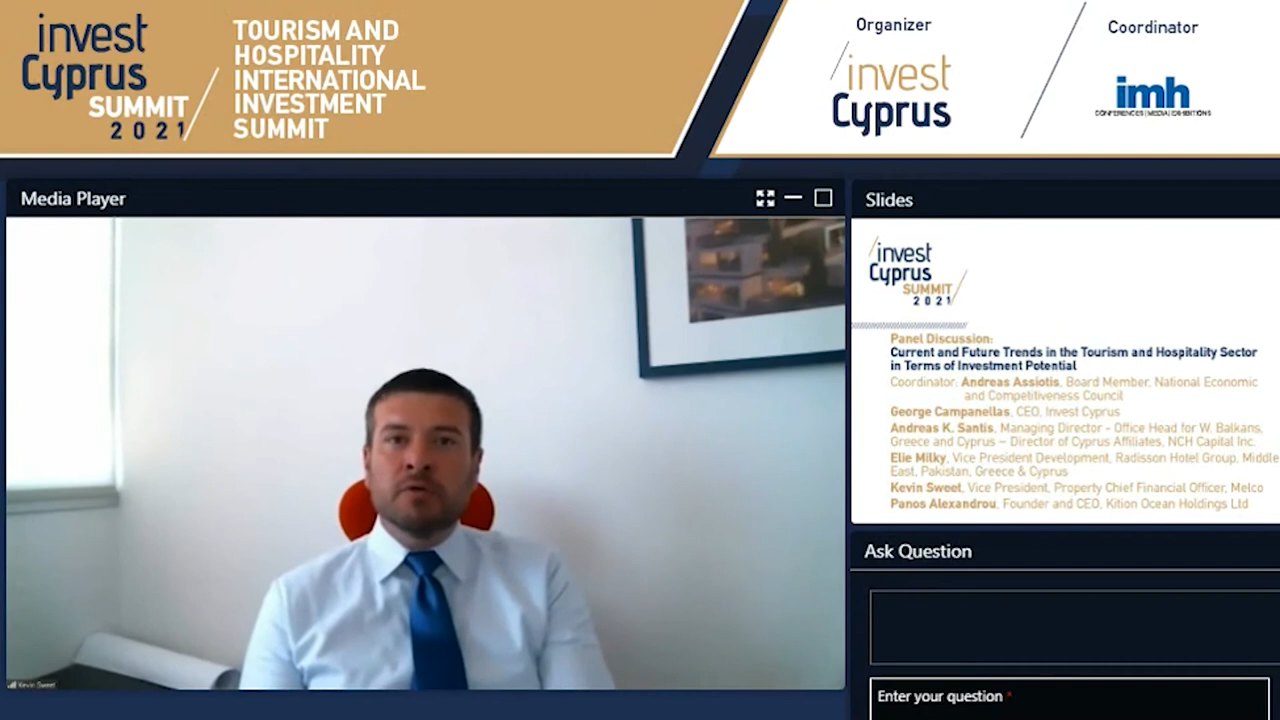 invest
Cyprus
SUMMIT
2021
TOURISM AND
HOSPITALITY
INTERNATIONAL
INVESTMENT
SUMMIT
Organizer
invest
Cyprus
Coordinator
imh
CONFERENCES | MEDIA | EXHIBITIONS
Media Player
Kevin Sweet
Slides
invest
Cyprus
SUMMIT
2021
Panel Discussion:
Current and Future Trends in the Tourism and Hospitality Sector
in Terms of Investment Potential
Coordinator: Andreas Assiotis, Board Member, National Economic
and Competitiveness Council
George Campanellas, CEO, Invest Cyprus
Andreas K. Santis, Managing Director - Office Head for W. Balkans,
Greece and Cyprus – Director of Cyprus Affiliates, NCH Capital Inc.
Elie Milky, Vice President Development, Radisson Hotel Group, Middle
East, Pakistan, Greece & Cyprus
Kevin Sweet, Vice President, Property Chief Financial Officer, Melco
Panos Alexandrou, Founder and CEO, Kition Ocean Holdings Ltd
Ask Question
Enter your question *